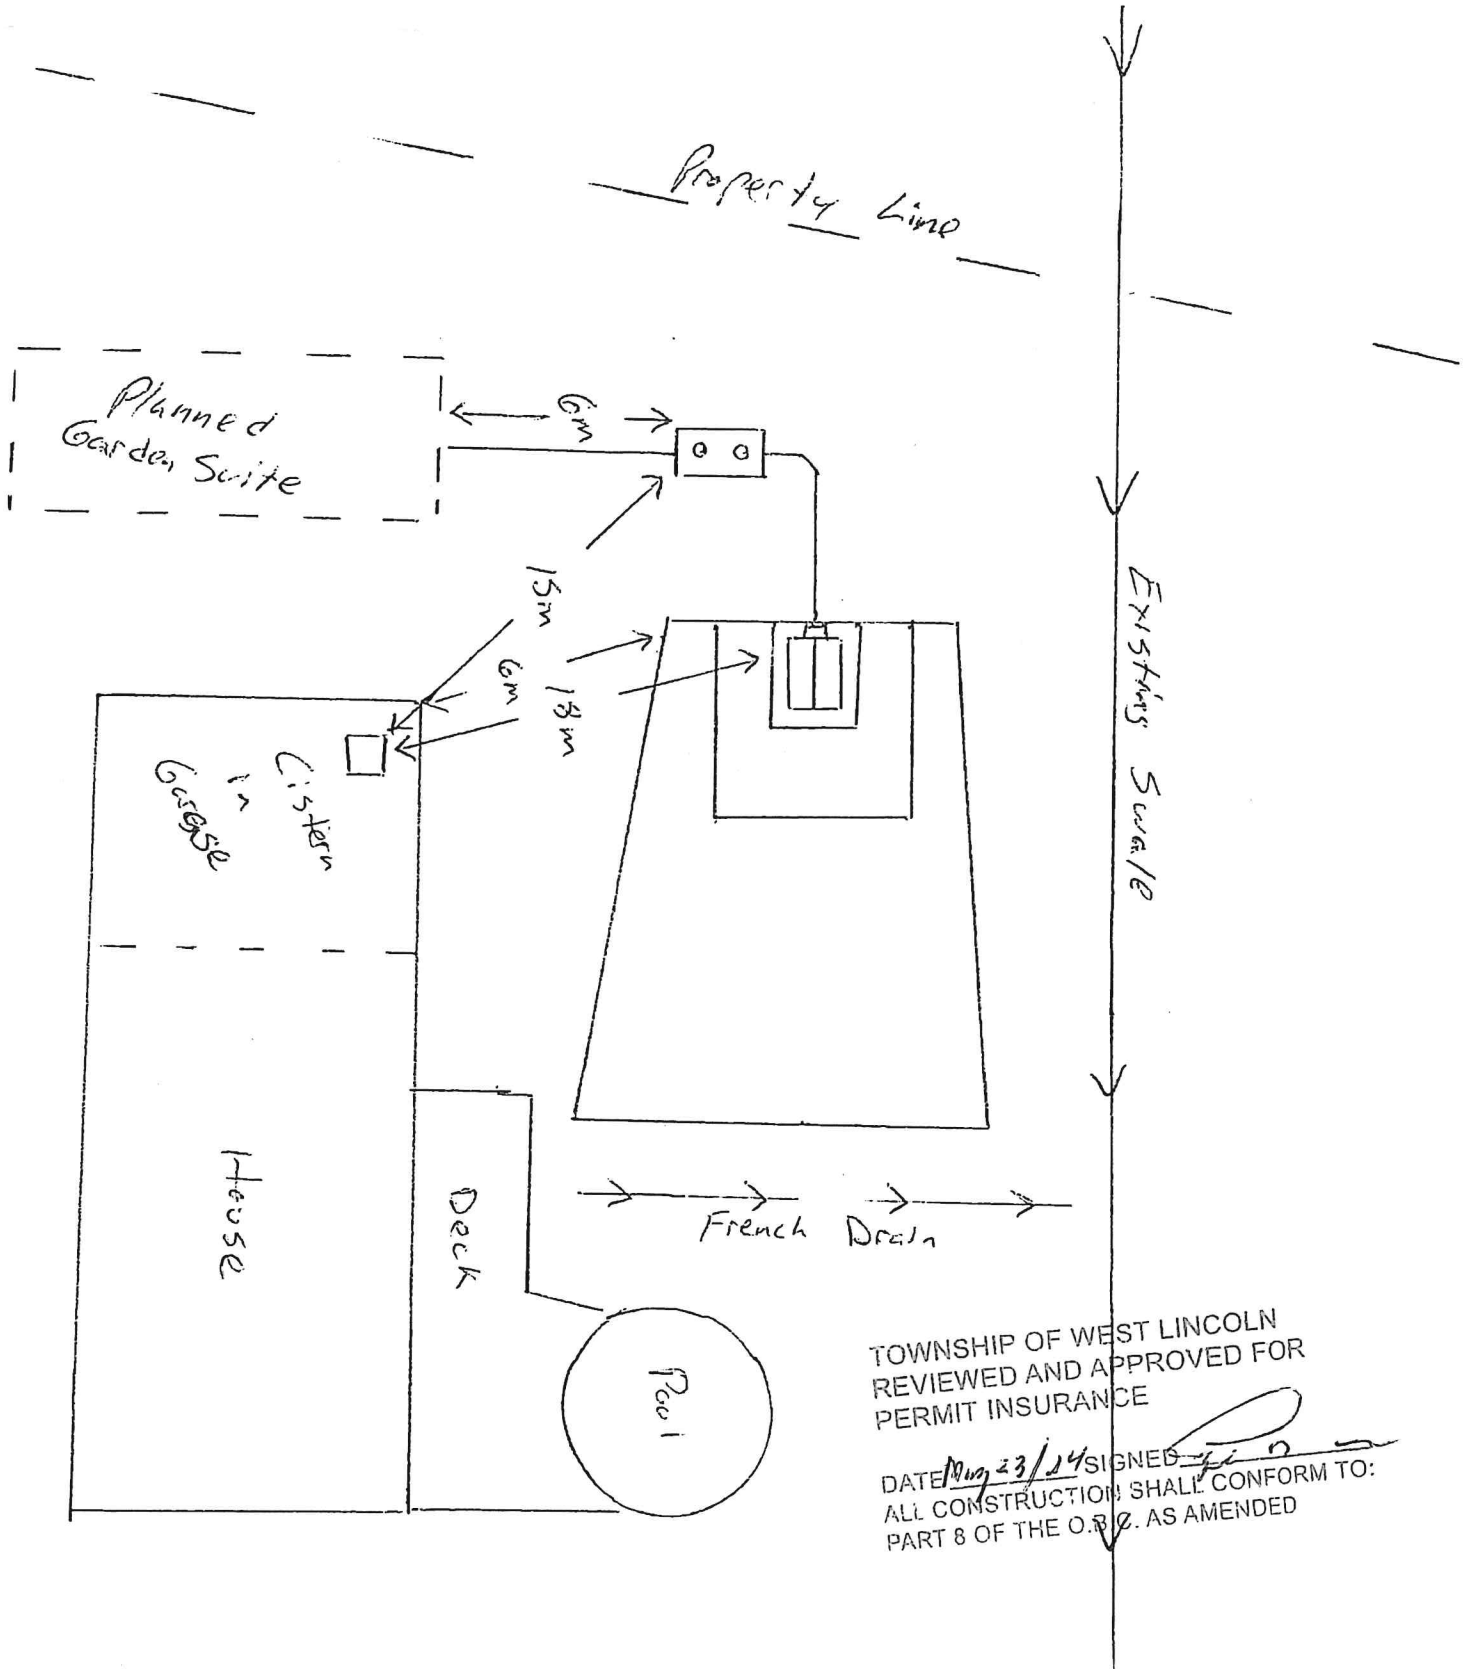 Property Line
Planned
Garden Suite
6m
15m
6m
18m
Existing Swale
Cistern
in
Garage
House
Deck
French Drain
Pool
TOWNSHIP OF WEST LINCOLN
REVIEWED AND APPROVED FOR
PERMIT INSURANCE
DATE SIGNED
ALL CONSTRUCTION SHALL CONFORM TO:
PART 8 OF THE O.B.C. AS AMENDED